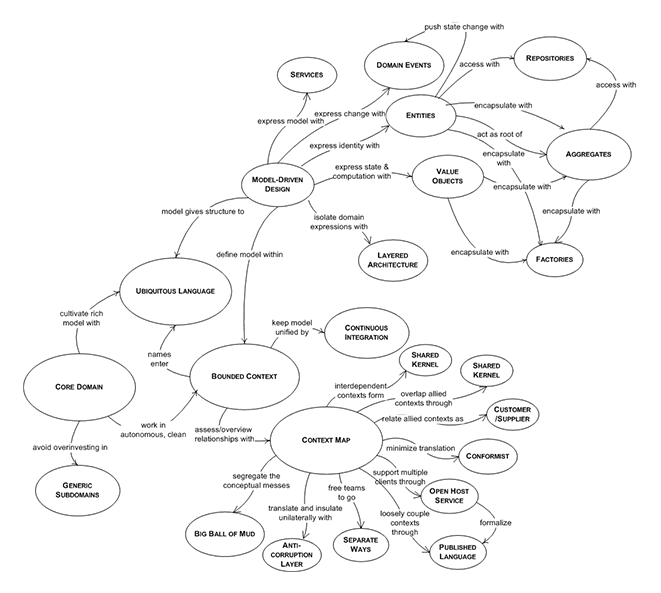 push state change with
DOMAIN EVENTS
REPOSITORIES
SERVICES
access with
access with
express change with
express model with
ENTITIES
encapsulate with
act as root of
express identity with
encapsulate
with
AGGREGATES
MODEL-DRIVEN
DESIGN
express state &
computation with
VALUE
OBJECTS
encapsulate with
model gives structure to
isolate domain
expressions with
encapsulate with
define model within
encapsulate with
LAYERED
ARCHITECTURE
FACTORIES
UBIQUITOUS LANGUAGE
cultivate rich
model with
keep model
unified by
CONTINUOUS
INTEGRATION
names
enter
SHARED
KERNEL
SHARED
KERNEL
CORE DOMAIN
BOUNDED CONTEXT
interdependent
contexts form
overlap allied
contexts through
work in
autonomous, clean
assess/overview
relationships with
relate allied contexts as
CUSTOMER
/SUPPLIER
CONTEXT MAP
avoid overinvesting in
minimize translation
CONFORMIST
GENERIC
SUBDOMAINS
segregate the
conceptual messes
support multiple
clients through
free teams
to go
OPEN HOST
SERVICE
translate and insulate
unilaterally with
loosely couple
contexts
through
formalize
BIG BALL OF MUD
ANTI-
CORRUPTION
LAYER
SEPARATE
WAYS
PUBLISHED
LANGUAGE